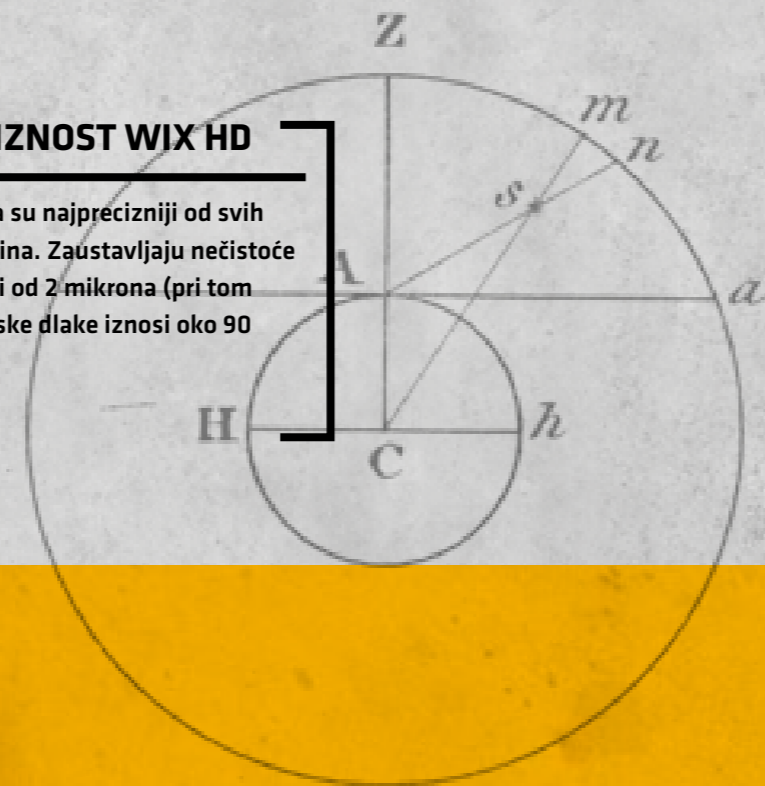 Z
m
n
s
IZNOST WIX HD
su najprecizniji od svih
ina. Zaustavljaju nečistoće
A
i od 2 mikrona (pri tom
a
ske dlake iznosi oko 90
H
h
C